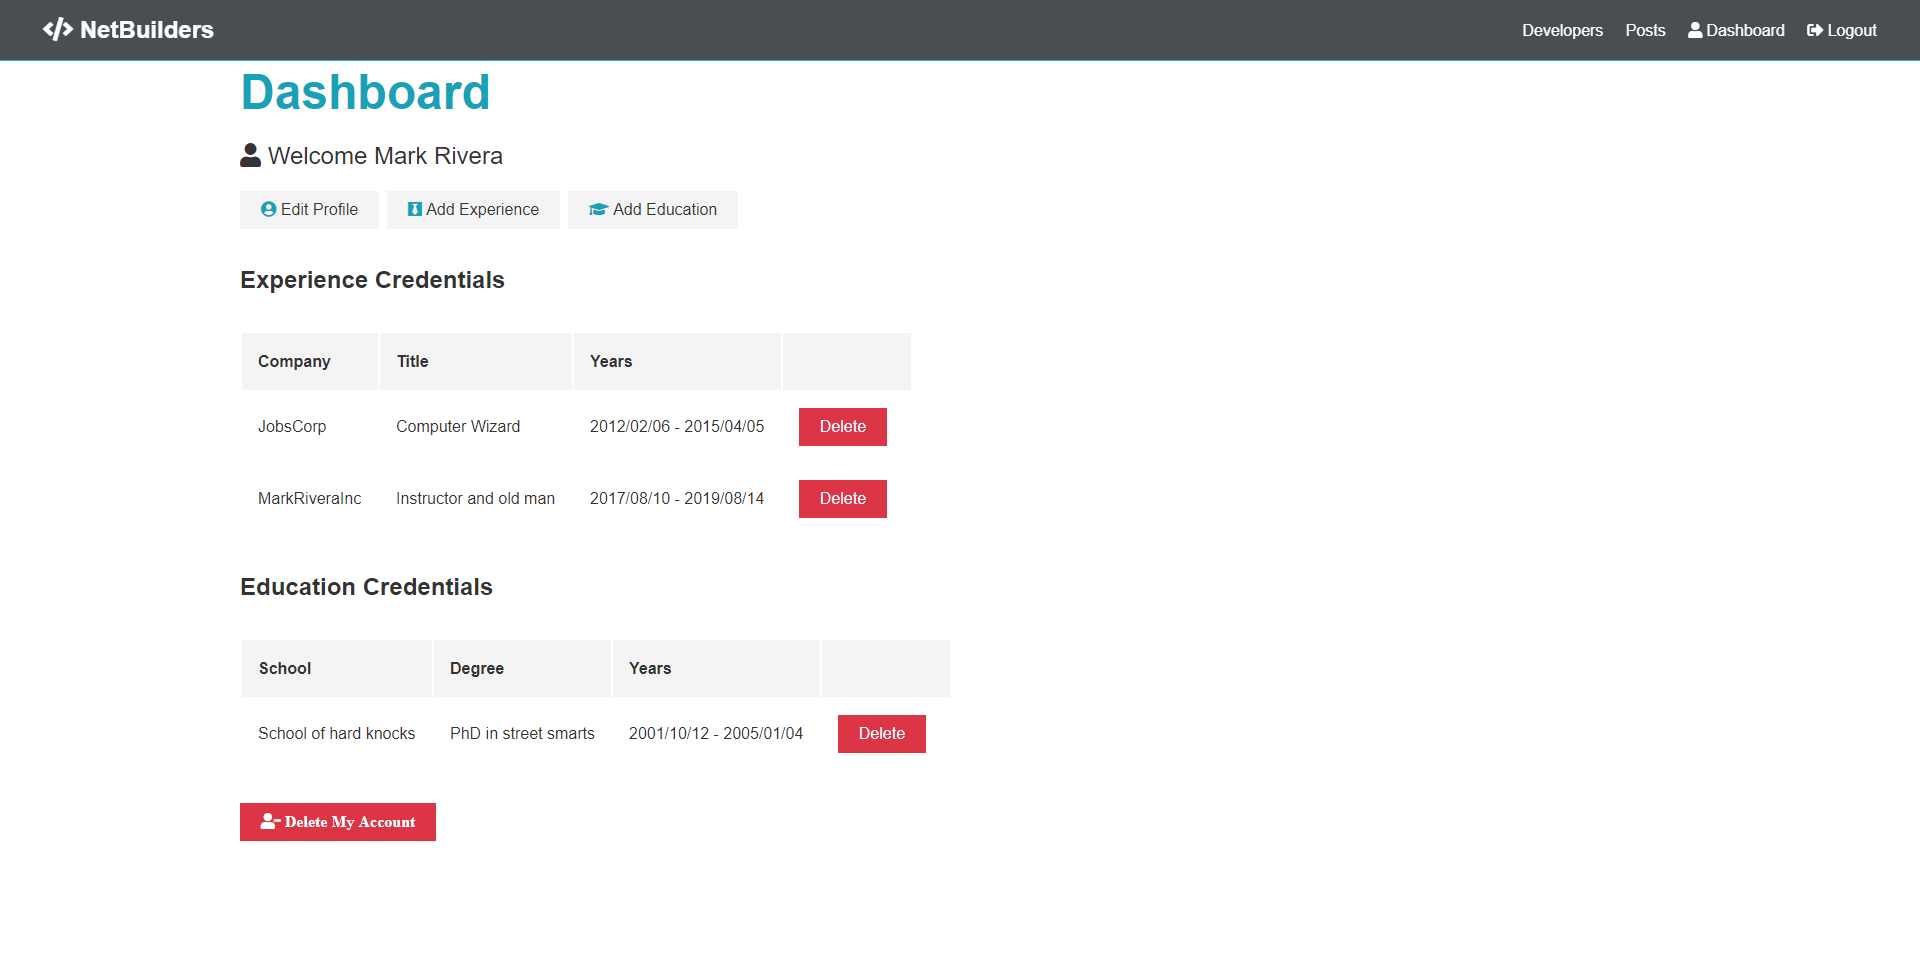 NetBuilders Developers Posts Dashboard Logout
Dashboard
Welcome Mark Rivera
Edit Profile Add Experience Add Education
Experience Credentials
Company Title Years
JobsCorp Computer Wizard 2012/02/06 - 2015/04/05 Delete
MarkRiveraInc Instructor and old man 2017/08/10 - 2019/08/14 Delete
Education Credentials
School Degree Years
School of hard knocks PhD in street smarts 2001/10/12 - 2005/01/04 Delete
Delete My Account